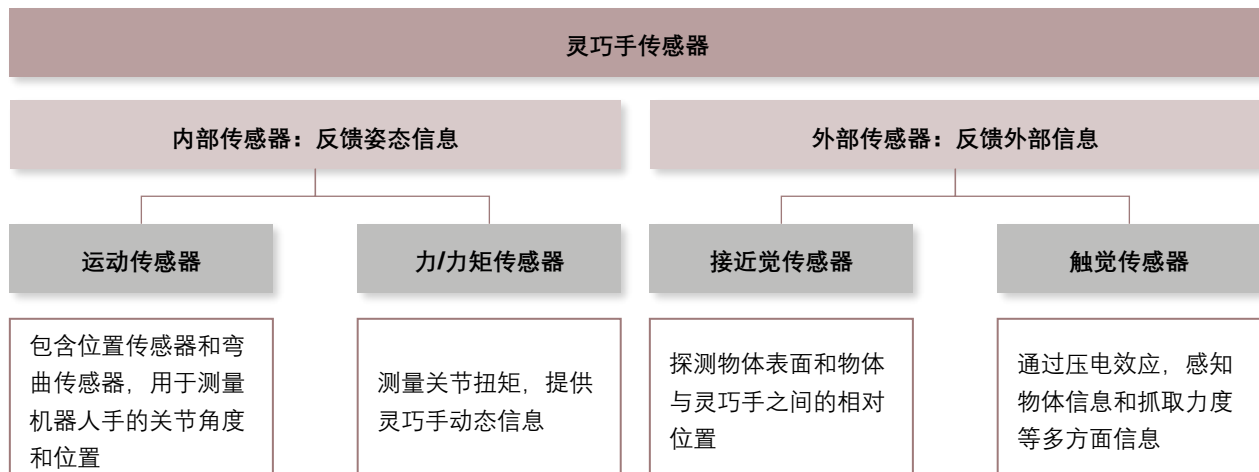 灵巧手传感器
内部传感器：反馈姿态信息
外部传感器：反馈外部信息
运动传感器
力/力矩传感器
接近觉传感器
触觉传感器
包含位置传感器和弯
曲传感器，用于测量
机器人手的关节角度
和位置
测量关节扭矩，提供
灵巧手动态信息
探测物体表面和物体
与灵巧手之间的相对
位置
通过压电效应，感知
物体信息和抓取力度
等多方面信息